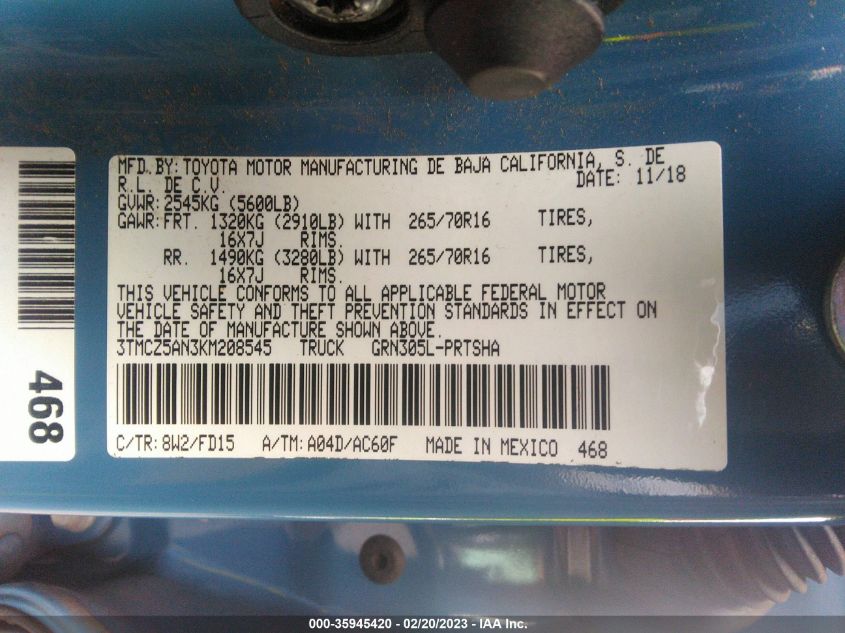 MFD. BY: TOYOTA MOTOR MANUFACTURING DE BAJA CALIFORNIA, S. DE
R.L. DE C.V. DATE: 11/18
GVWR: 2545KG (5600LB)
GAWR: FRT. 1320KG (2910LB) WITH 265/70R16 TIRES,
16X7J RIMS.
RR. 1490KG (3280LB) WITH 265/70R16 TIRES,
16X7J RIMS.
THIS VEHICLE CONFORMS TO ALL APPLICABLE FEDERAL MOTOR
VEHICLE SAFETY AND THEFT PREVENTION STANDARDS IN EFFECT ON
THE DATE OF MANUFACTURE SHOWN ABOVE.
3TMCZ5AN3KM208545 TRUCK GRN305L-PRTSHA
C/TR: 8W2/FD15 A/TM: A04D/AC60F MADE IN MEXICO 468
468
000-35945420 - 02/20/2023 - IAA Inc.